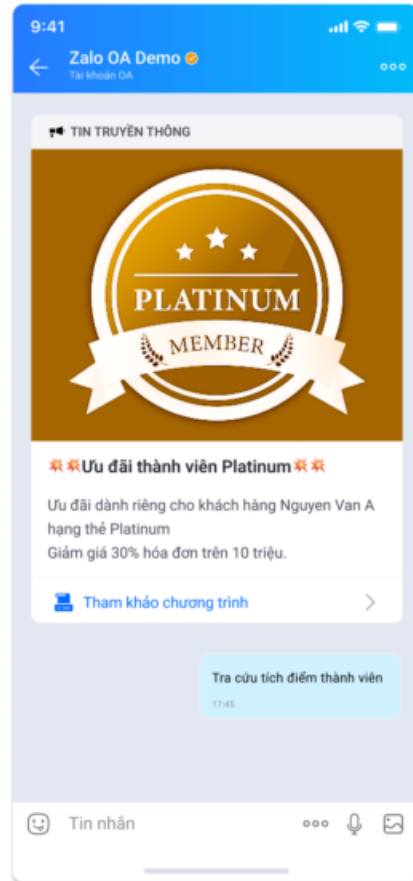 9:41
Zalo OA Demo
Tài khoản OA
TIN TRUYỀN THÔNG
PLATINUM
MEMBER
💥💥Ưu đãi thành viên Platinum💥💥
Ưu đãi dành riêng cho khách hàng Nguyen Van A
hạng thẻ Platinum
Giảm giá 30% hóa đơn trên 10 triệu.
Tham khảo chương trình
Tra cứu tích điểm thành viên
17:45
Tin nhắn